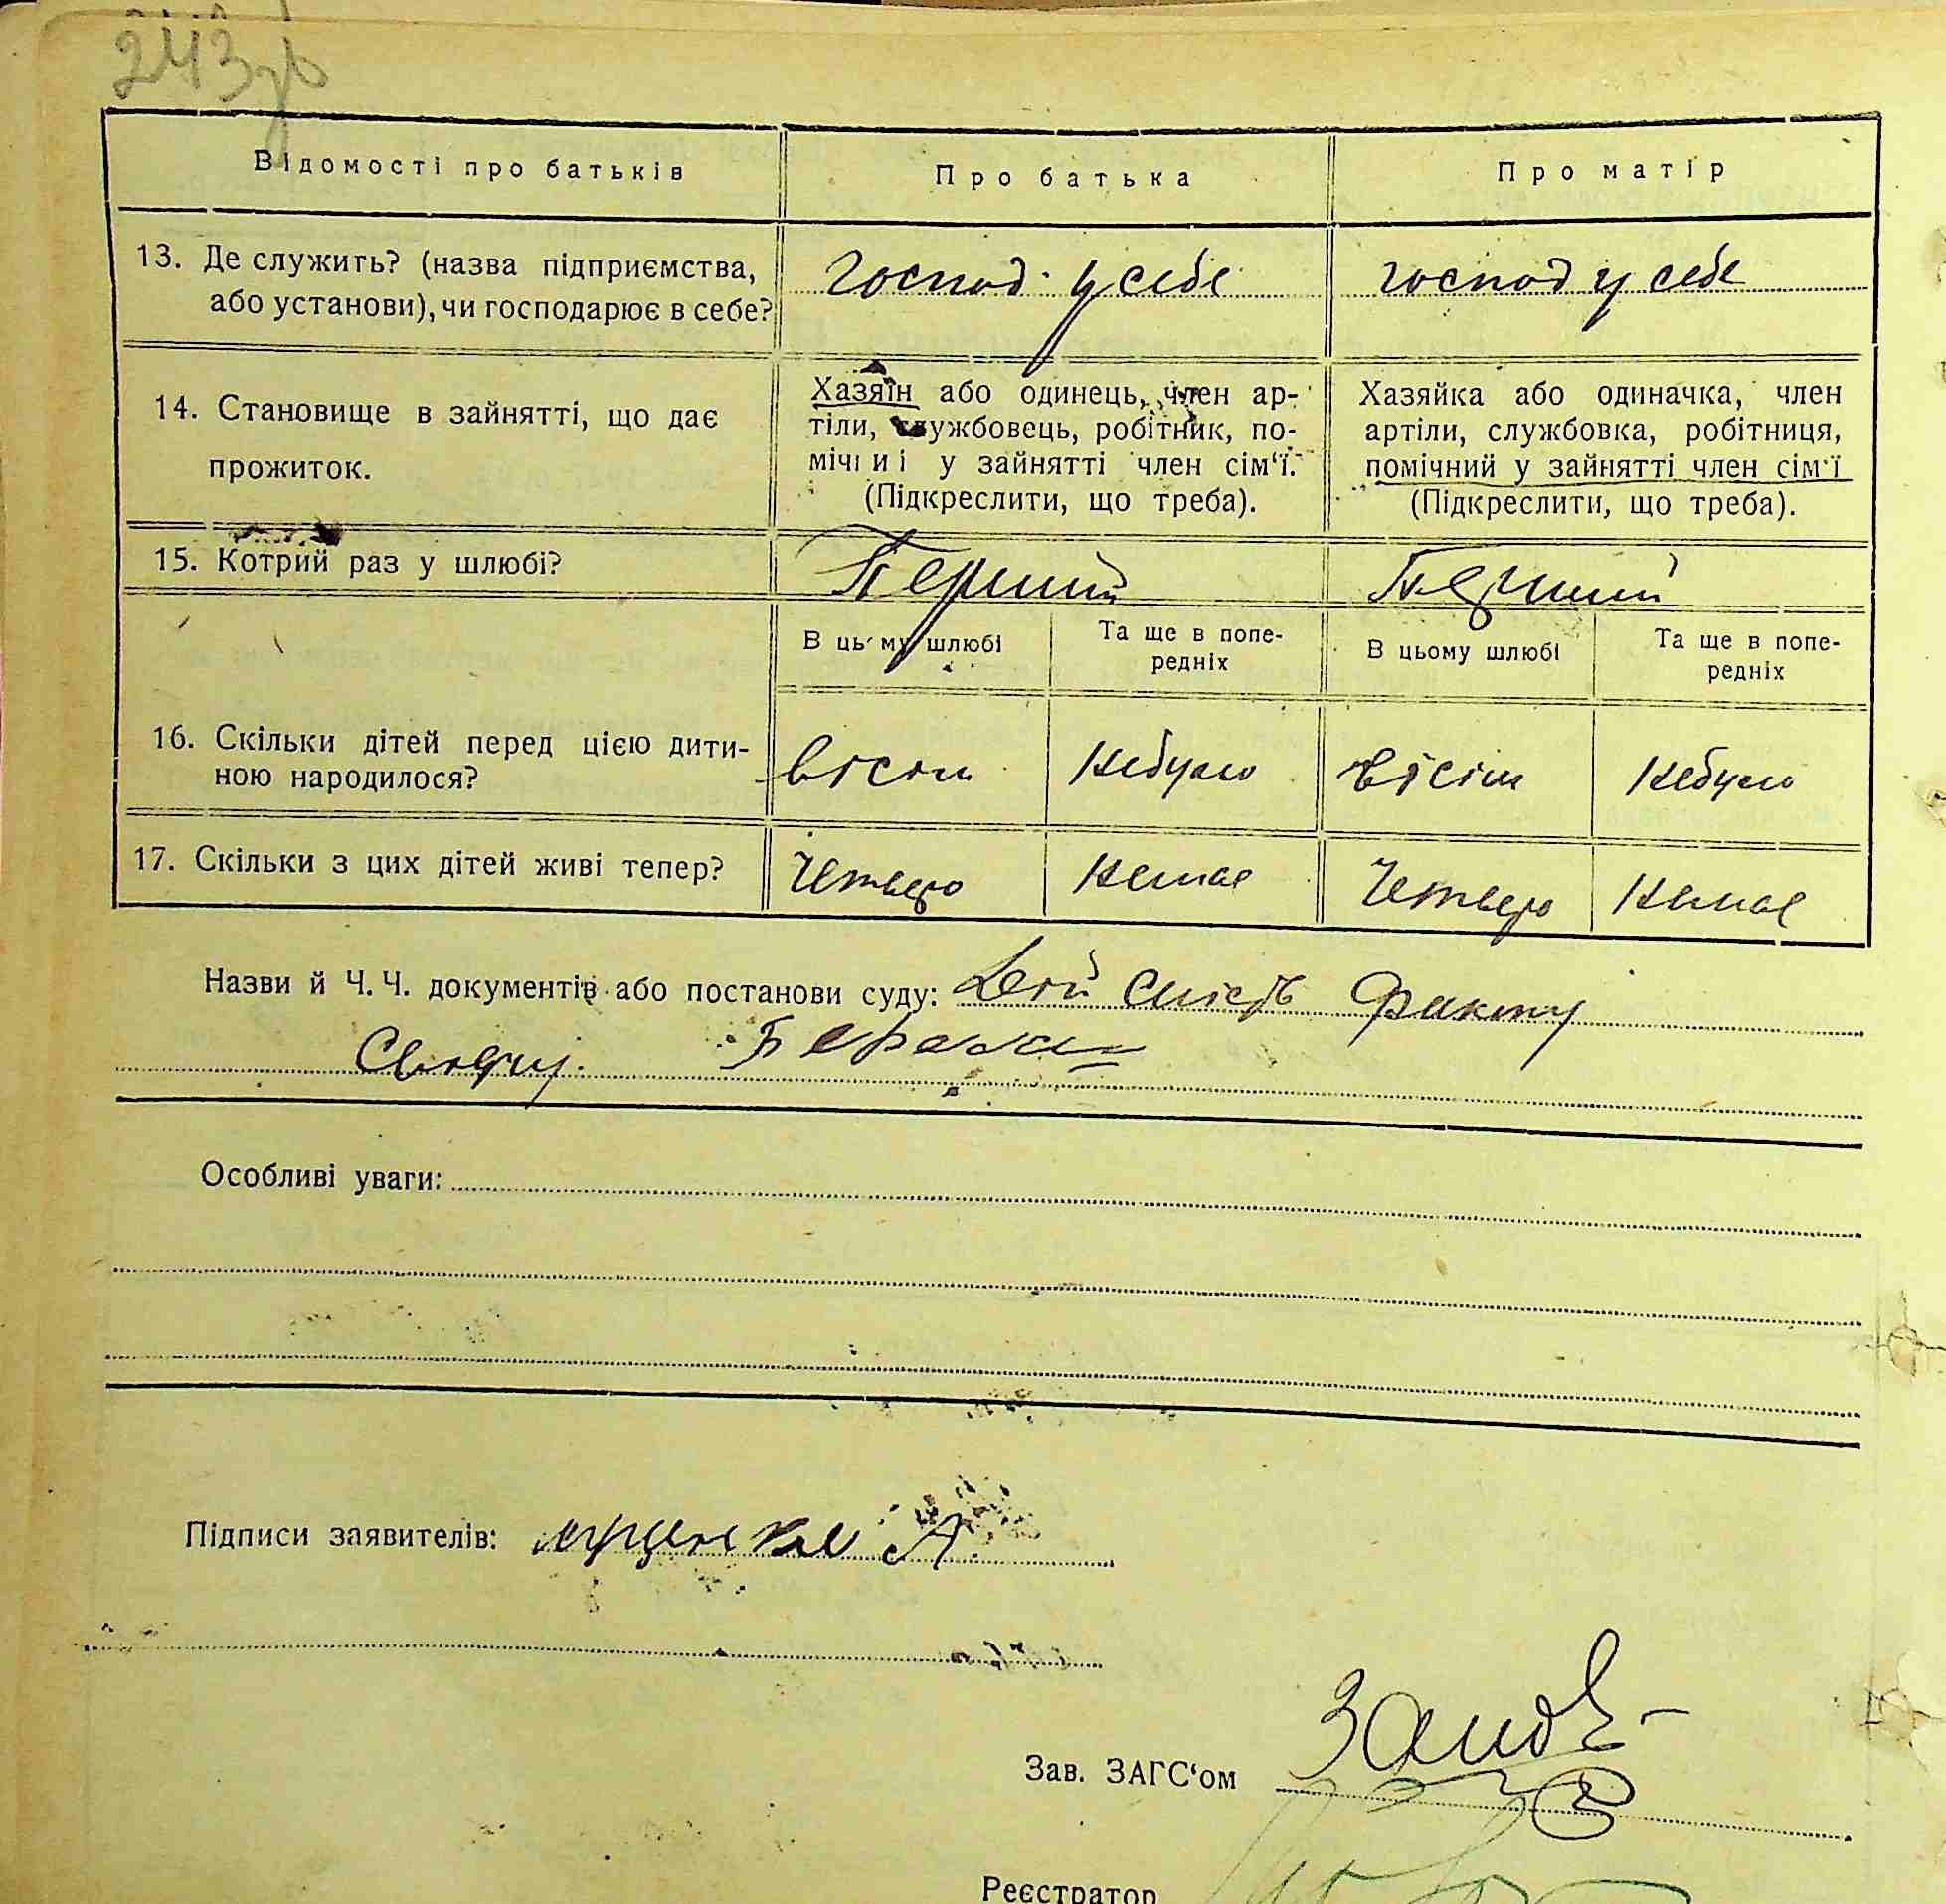 243зв
Відомості про батьків
Про батька
Про матір
13. Де служить? (назва підприємства,
або установи), чи господарює в себе?
господ. у себе
господ у себе
14. Становище в зайнятті, що дає
прожиток.
Хазяїн або одинець, член ар-
тіли, службовець, робітник, по-
мічний у зайнятті член сім'ї.
(Підкреслити, що треба).
Хазяйка або одиначка, член
артіли, службовка, робітниця,
помічний у зайнятті член сім'ї
(Підкреслити, що треба).
15. Котрий раз у шлюбі?
Перший
Перший
В цьому шлюбі
Та ще в попе-
редніх
В цьому шлюбі
Та ще в попе-
редніх
16. Скільки дітей перед цією дити-
ною народилося?
вісім
небуло
вісім
небуло
17. Скільки з цих дітей живі тепер?
Четверо
немає
Четверо
немає
Назви й Ч. Ч. документів або постанови суду: факту
Особливі уваги:
Підписи заявителів: А.
Зав. ЗАГС'ом
Реєстратор